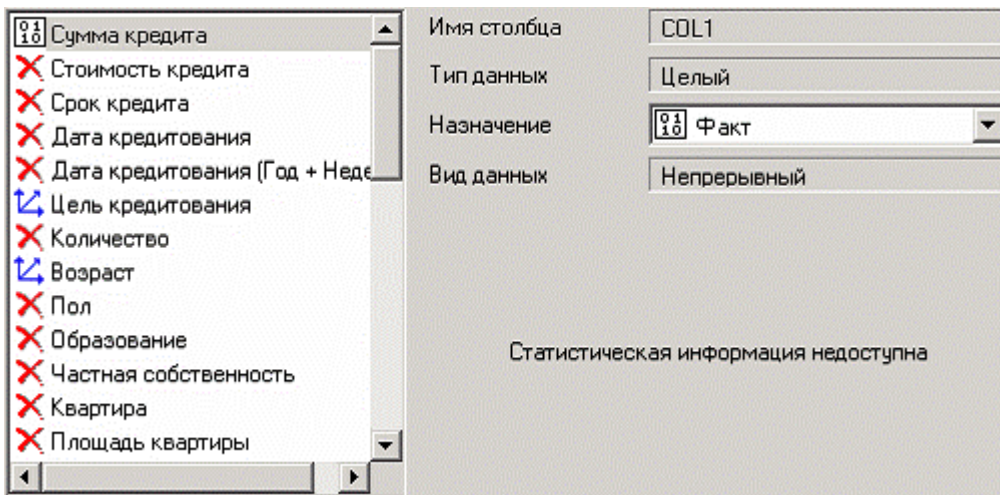 Сумма кредита
Стоимость кредита
Срок кредита
Дата кредитования
Дата кредитования (Год + Неде
Цель кредитования
Количество
Возраст
Пол
Образование
Частная собственность
Квартира
Площадь квартиры
Имя столбца COL1
Тип данных Целый
Назначение Факт
Вид данных Непрерывный
Статистическая информация недоступна